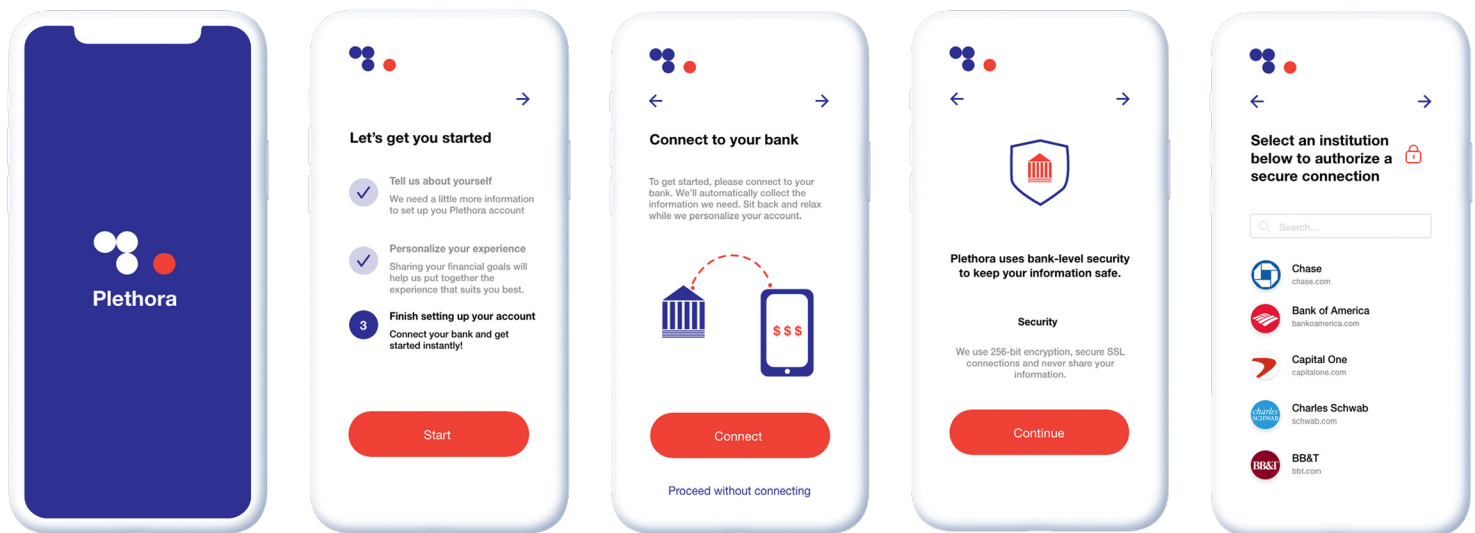 Plethora
Let's get you started
Tell us about yourself
We need a little more information
to set up you Plethora account
Personalize your experience
Sharing your financial goals will
help us put together the
experience that suits you best.
3
Finish setting up your account
Connect your bank and get
started instantly!
Start
Connect to your bank
To get started, please connect to your
bank. We'll automatically collect the
information we need. Sit back and relax
while we personalize your account.
$ $ $
Connect
Proceed without connecting
Plethora uses bank-level security
to keep your information safe.
Security
We use 256-bit encryption, secure SSL
connections and never share your
information.
Continue
Select an institution
below to authorize a
secure connection
Search...
Chase
chase.com
Bank of America
bankoamerica.com
Capital One
capitalone.com
charles
SCHWAB
Charles Schwab
schwab.com
BB&T
BB&T
bbt.com